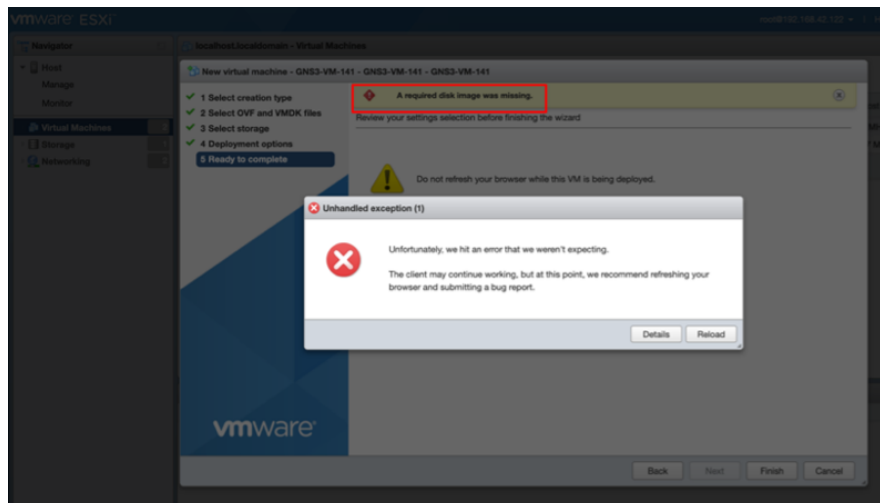 vmware ESXi
root@192.168.42.122
Navigator
localhost.localdomain - Virtual Machines
Host
Manage
Monitor
Virtual Machines
Storage
Networking
New virtual machine - GNS3-VM-141 - GNS3-VM-141 - GNS3-VM-141
1 Select creation type
2 Select OVF and VMDK files
3 Select storage
4 Deployment options
5 Ready to complete
A required disk image was missing.
Review your settings selection before finishing the wizard
Do not refresh your browser while this VM is being deployed.
Unhandled exception (1)
Unfortunately, we hit an error that we weren't expecting.
The client may continue working, but at this point, we recommend refreshing your
browser and submitting a bug report.
Details
Reload
vmware
Back
Next
Finish
Cancel